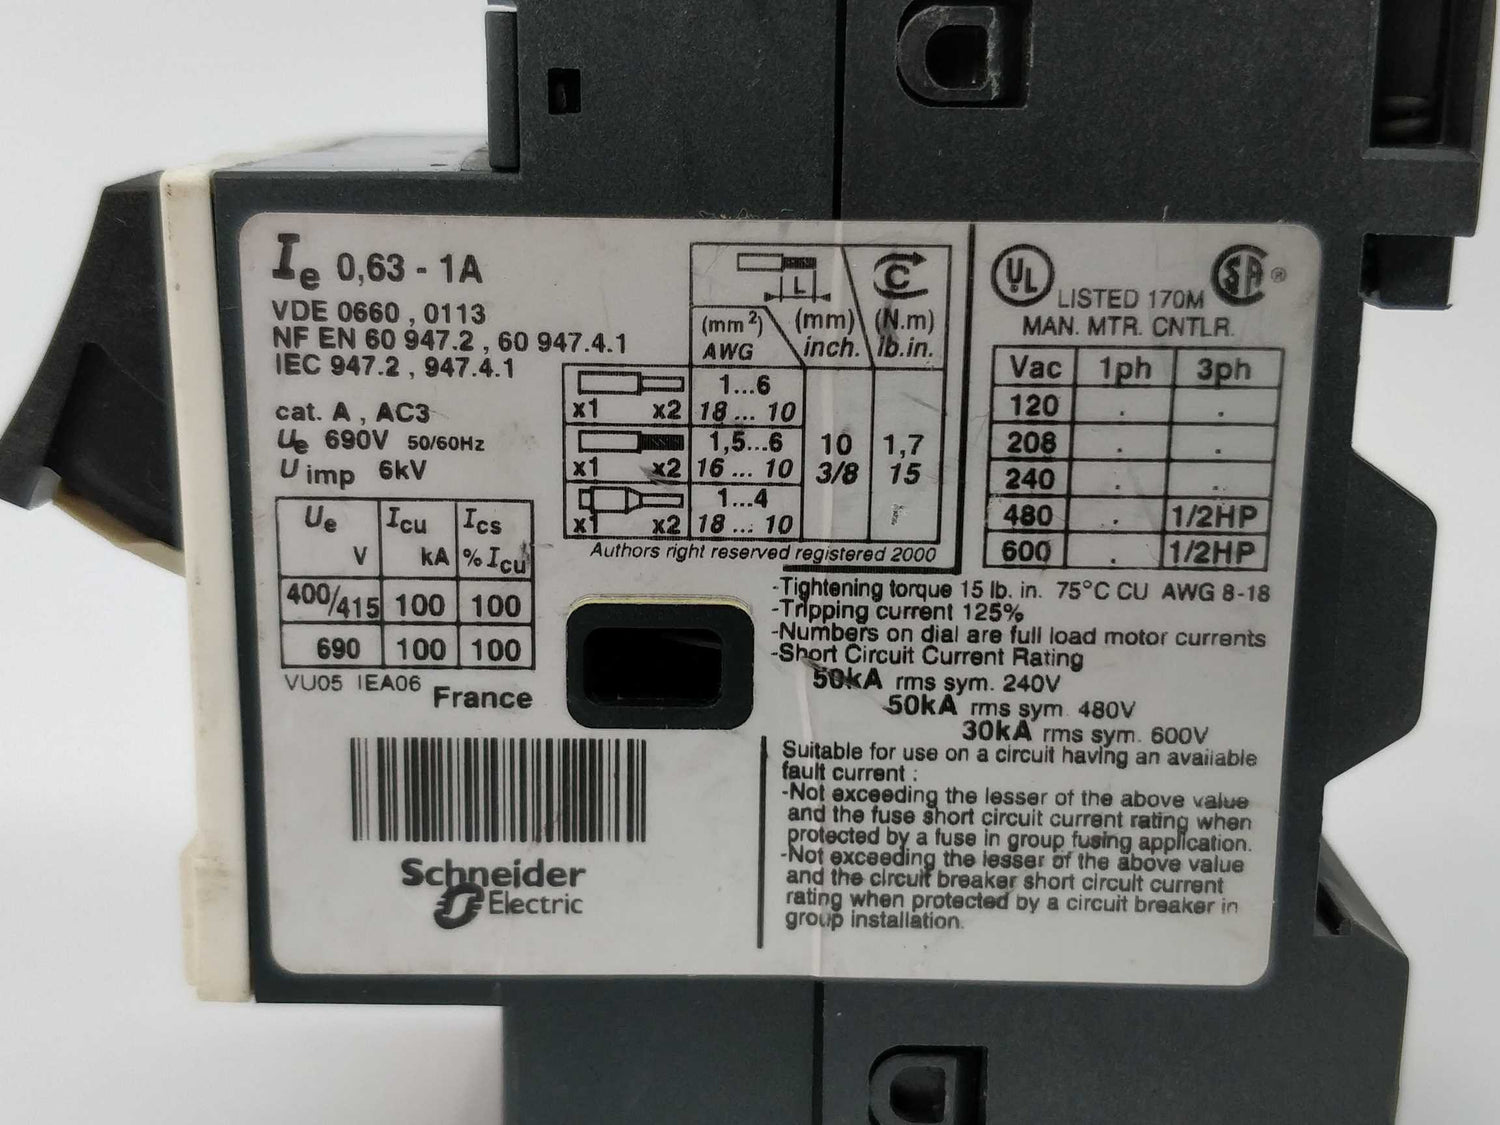 Ie 0,63 - 1A
VDE 0660 , 0113
NF EN 60 947.2 , 60 947.4.1
IEC 947.2 , 947.4.1
cat. A , AC3
Ue 690V 50/60Hz
U imp 6kV
Ue Icu Ics
V kA % Icu
400/415 100 100
690 100 100
VU05 IEA06
France
Schneider
Electric
L C
(mm²) (mm) (N.m)
AWG inch. lb.in.
x1 x2 1...6
18 ... 10
x1 x2 1,5...6 10 1,7
16 ... 10 3/8 15
x1 x2 1...4
18 ... 10
Authors right reserved registered 2000
UL LISTED 170M SA ®
MAN. MTR. CNTLR.
Vac 1ph 3ph
120 . .
208 . .
240 . .
480 . 1/2HP
600 . 1/2HP
-Tightening torque 15 lb. in. 75°C CU AWG 8-18
-Tripping current 125%
-Numbers on dial are full load motor currents
-Short Circuit Current Rating
50kA rms sym. 240V
50kA rms sym. 480V
30kA rms sym. 600V
Suitable for use on a circuit having an available
fault current :
-Not exceeding the lesser of the above value
and the fuse short circuit current rating when
protected by a fuse in group fusing application.
-Not exceeding the lesser of the above value
and the circuit breaker short circuit current
rating when protected by a circuit breaker in
group installation.